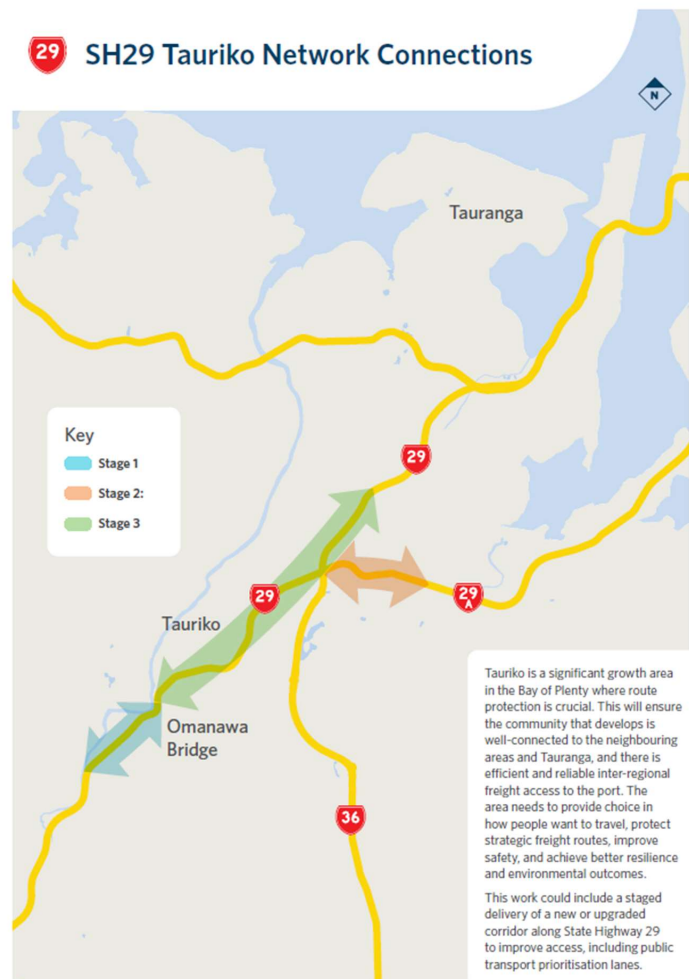 29 SH29 Tauriko Network Connections
N
Tauranga
Key
Stage 1
Stage 2:
Stage 3
29
29
29
A
Tauriko
Omanawa
Bridge
36
Tauriko is a significant growth area
in the Bay of Plenty where route
protection is crucial. This will ensure
the community that develops is
well-connected to the neighbouring
areas and Tauranga, and there is
efficient and reliable inter-regional
freight access to the port. The
area needs to provide choice in
how people want to travel, protect
strategic freight routes, improve
safety, and achieve better resilience
and environmental outcomes.
This work could include a staged
delivery of a new or upgraded
corridor along State Highway 29
to improve access, including public
transport prioritisation lanes.